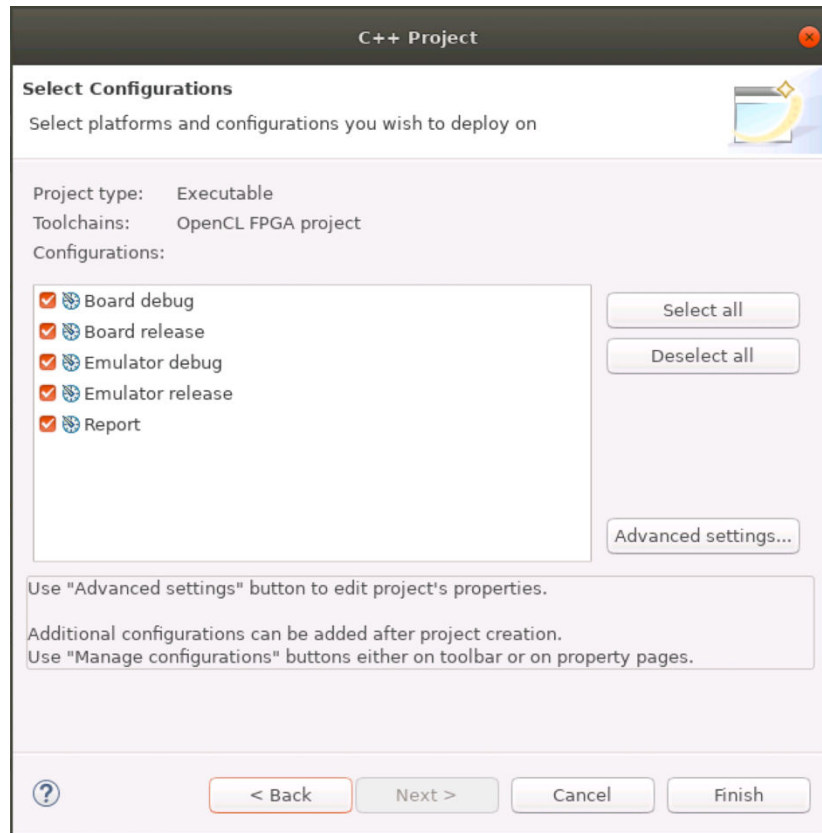 C++ Project
Select Configurations
Select platforms and configurations you wish to deploy on
Project type: Executable
Toolchains: OpenCL FPGA project
Configurations:
Board debug
Board release
Emulator debug
Emulator release
Report
Select all
Deselect all
Advanced settings...
Use "Advanced settings" button to edit project's properties.
Additional configurations can be added after project creation.
Use "Manage configurations" buttons either on toolbar or on property pages.
?
< Back
Next >
Cancel
Finish